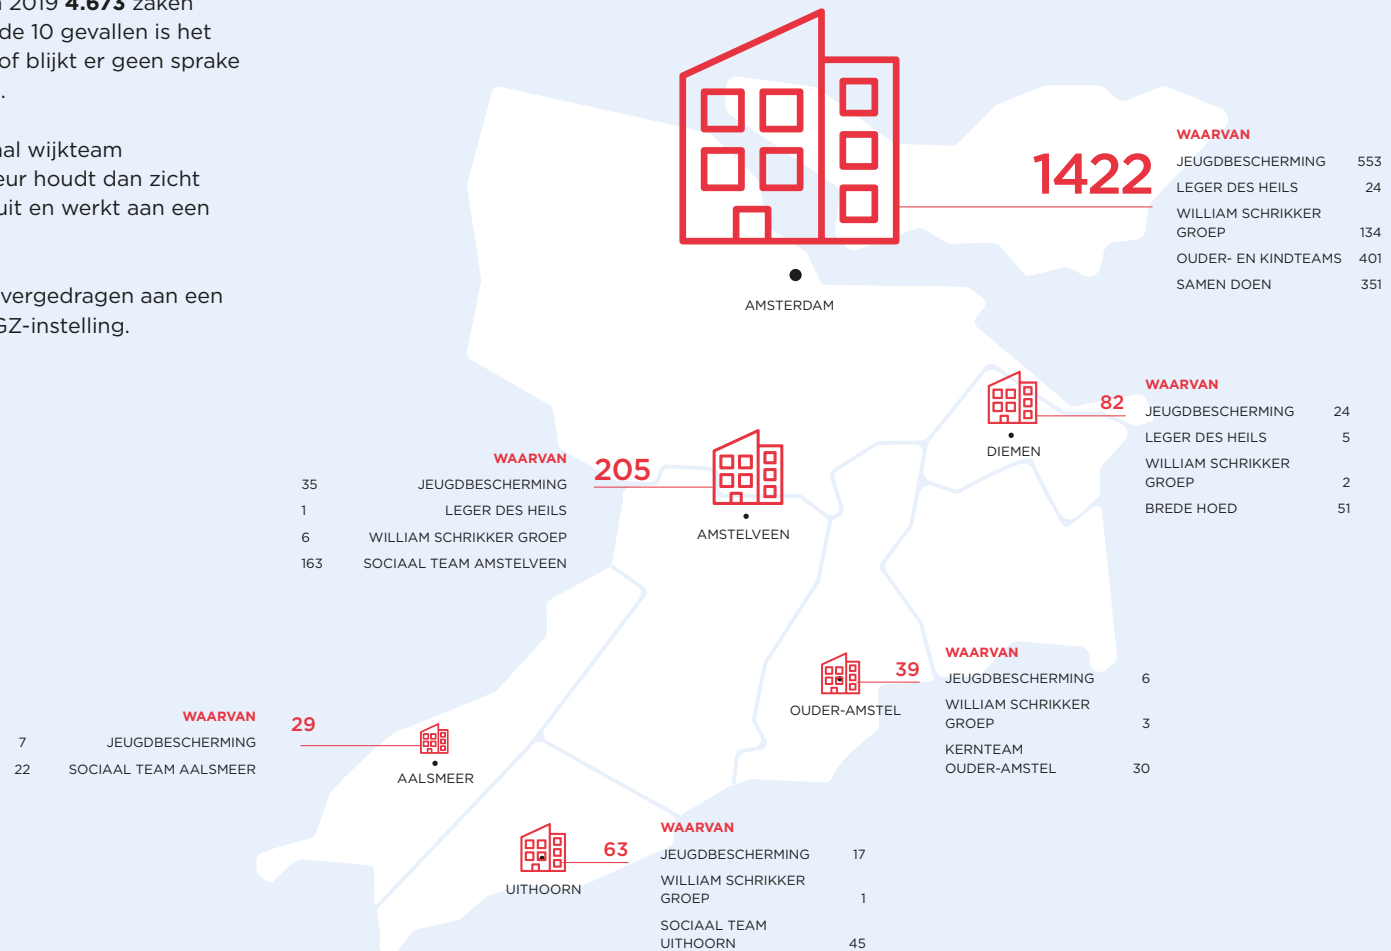 2019 4.673 zaken
de 10 gevallen is het
of blijkt er geen sprake
.
al wijkteam
eur houdt dan zicht
uit en werkt aan een
vergedragen aan een
GZ-instelling.
1422
AMSTERDAM
WAARVAN
JEUGDBESCHERMING 553
LEGER DES HEILS 24
WILLIAM SCHRIKKER
GROEP 134
OUDER- EN KINDTEAMS 401
SAMEN DOEN 351
82
DIEMEN
WAARVAN
JEUGDBESCHERMING 24
LEGER DES HEILS 5
WILLIAM SCHRIKKER
GROEP 2
BREDE HOED 51
WAARVAN
35 JEUGDBESCHERMING
1 LEGER DES HEILS
6 WILLIAM SCHRIKKER GROEP
163 SOCIAAL TEAM AMSTELVEEN
205
AMSTELVEEN
39
OUDER-AMSTEL
WAARVAN
JEUGDBESCHERMING 6
WILLIAM SCHRIKKER
GROEP 3
KERNTEAM
OUDER-AMSTEL 30
WAARVAN
7 JEUGDBESCHERMING
22 SOCIAAL TEAM AALSMEER
29
AALSMEER
63
UITHOORN
WAARVAN
JEUGDBESCHERMING 17
WILLIAM SCHRIKKER
GROEP 1
SOCIAAL TEAM
UITHOORN 45